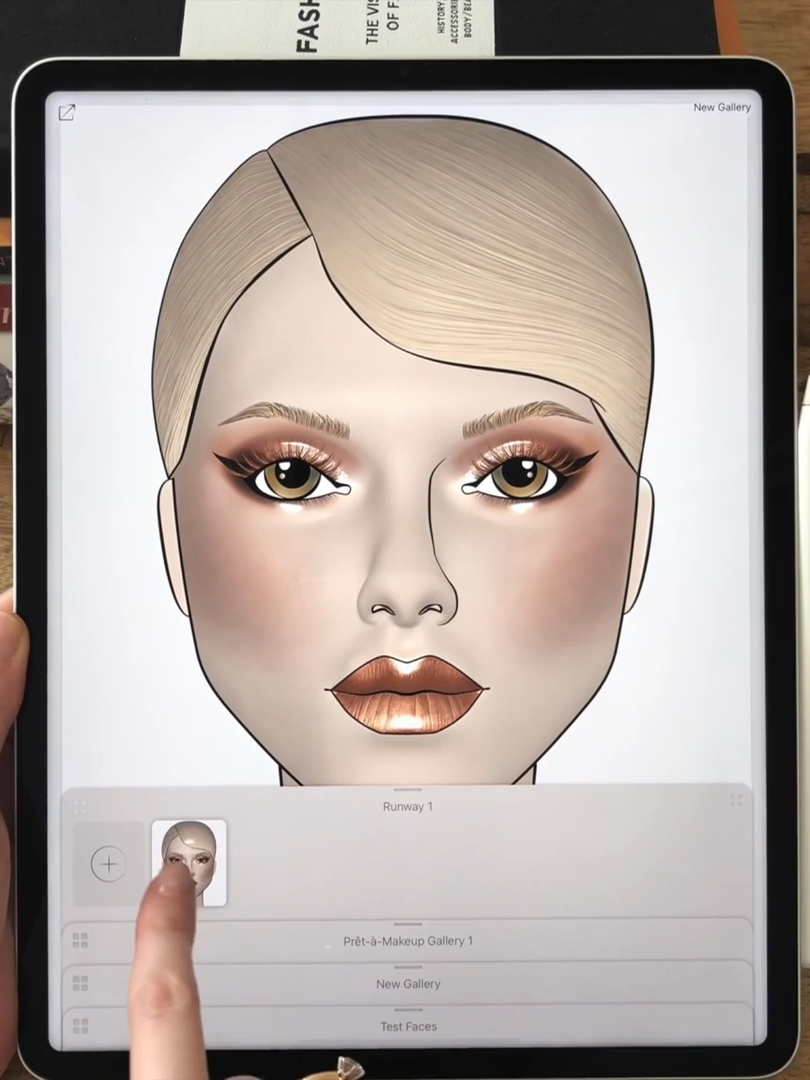 FASH
THE VIS
OF F
HISTORY
ACCESSORI
BODY/BEA
New Gallery
Runway 1
Prêt-à-Makeup Gallery 1
New Gallery
Test Faces